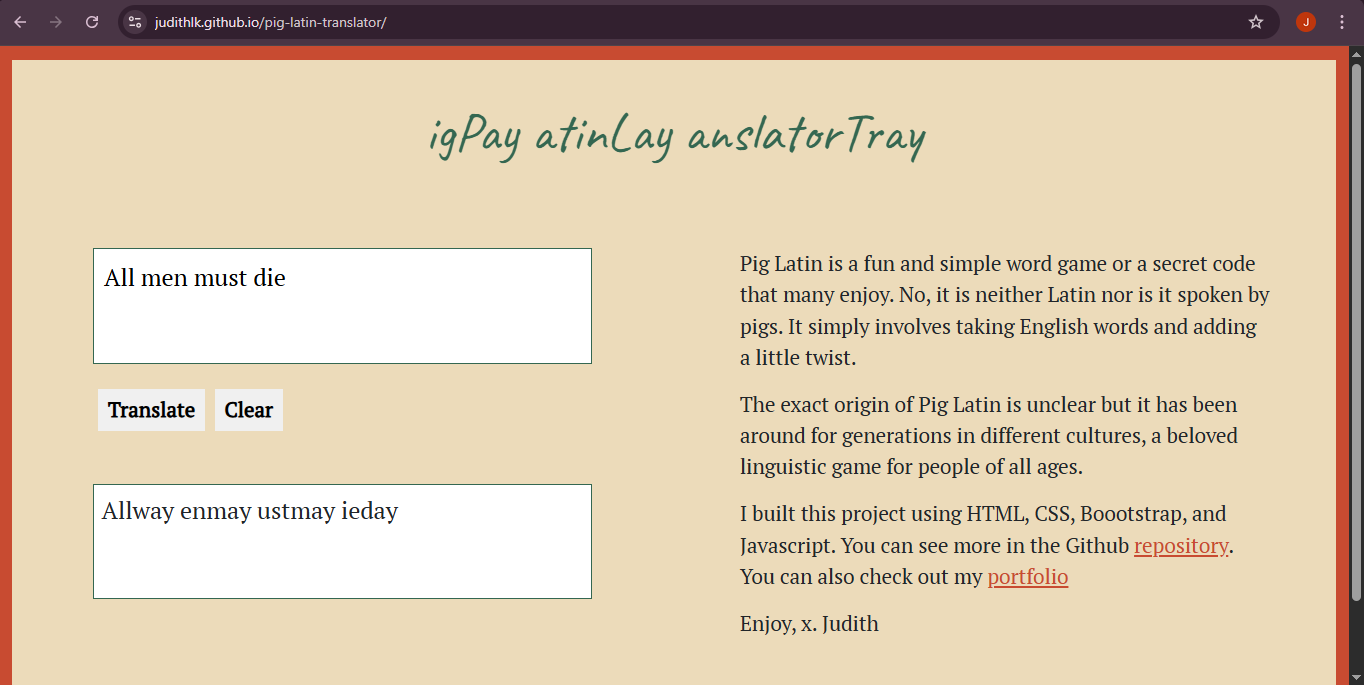 judithlk.github.io/pig-latin-translator/
J
igPay atinLay anslatorTray
All men must die
Translate Clear
Allway enmay ustmay ieday
Pig Latin is a fun and simple word game or a secret code
that many enjoy. No, it is neither Latin nor is it spoken by
pigs. It simply involves taking English words and adding
a little twist.
The exact origin of Pig Latin is unclear but it has been
around for generations in different cultures, a beloved
linguistic game for people of all ages.
I built this project using HTML, CSS, Boootstrap, and
Javascript. You can see more in the Github repository.
You can also check out my portfolio
Enjoy, x. Judith